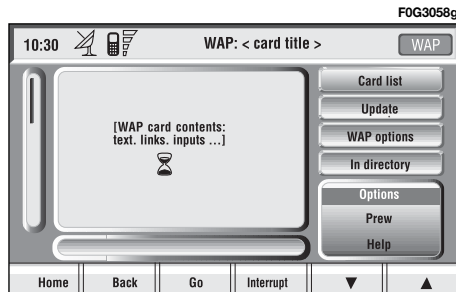 F0G3058g
10:30 WAP: < card title > WAP
Card list
Update
WAP options
In directory
[WAP card contents:
text. links. inputs ...]
Options
Prew
Help
Home Back Go Interrupt ▼ ▲